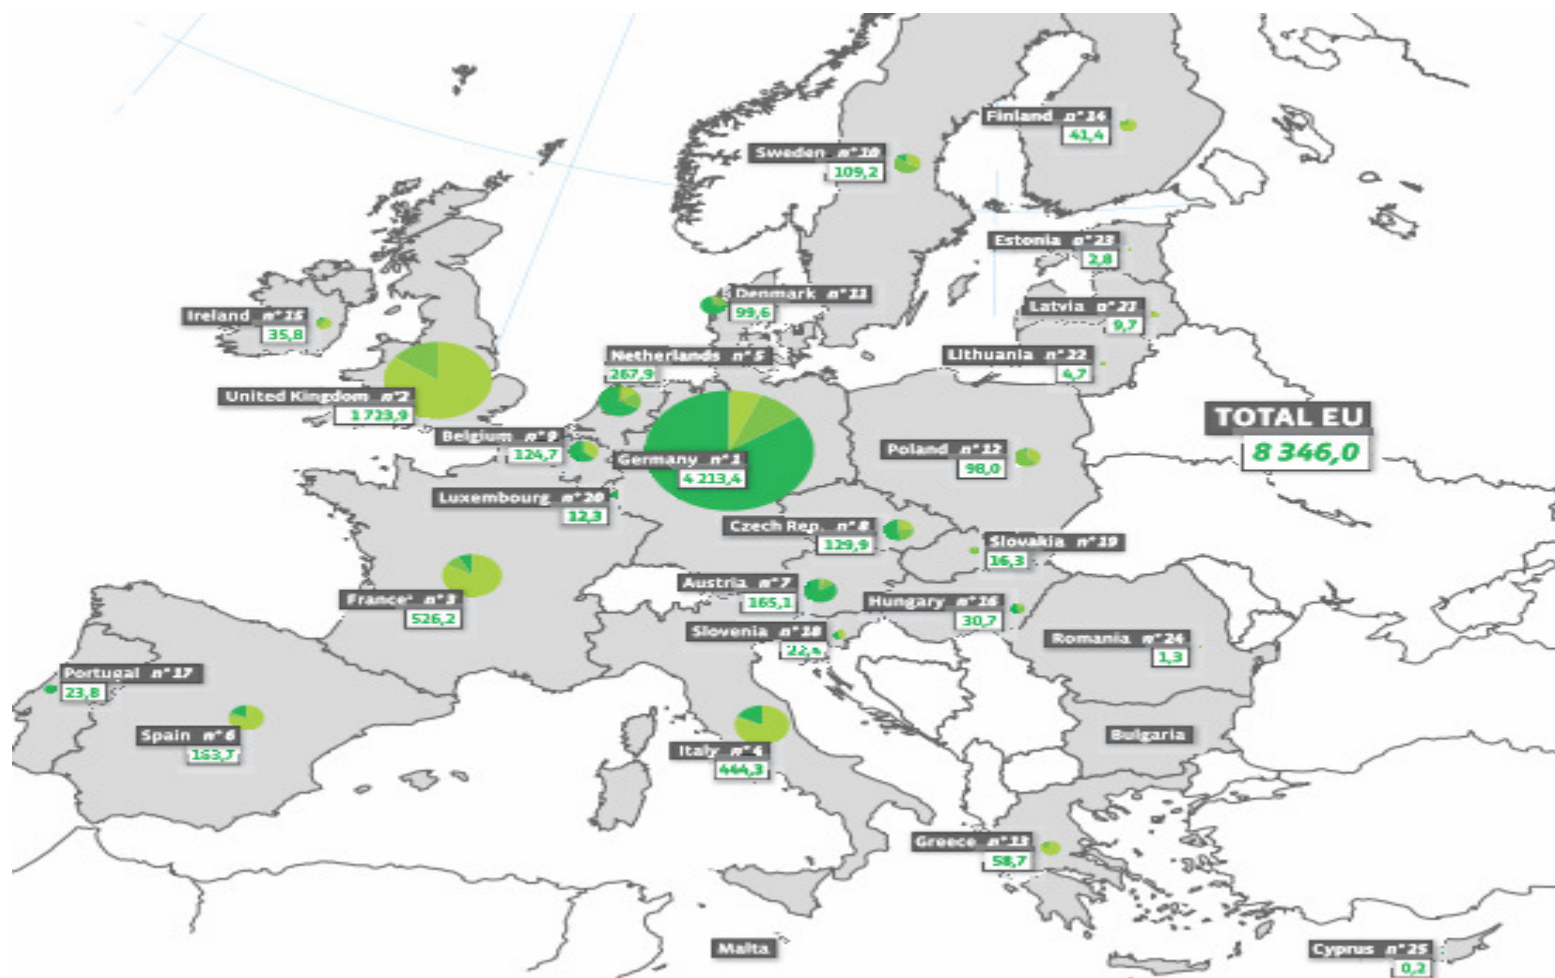 Finland n° 14
41,4
Sweden n° 10
109,2
Estonia n° 23
2,8
Denmark n° 11
99,6
Latvia n° 21
9,7
Ireland n° 15
35,8
Netherlands n° 5
267,9
Lithuania n° 22
4,7
United Kingdom n°2
1 723,9
TOTAL EU
8 346,0
Belgium n° 9
124,7
Germany n° 1
4 213,4
Poland n° 12
98,0
Luxembourg n° 20
12,3
Czech Rep. n° 8
129,9
Slovakia n° 19
16,3
Austria n° 7
165,1
France¹ n° 3
526,2
Hungary n° 16
30,7
Slovenia n° 18
22,4
Romania n° 24
1,3
Portugal n° 17
23,8
Spain n° 6
163,7
Italy n° 4
444,3
Bulgaria
Greece n° 13
58,7
Malta
Cyprus n° 25
0,2